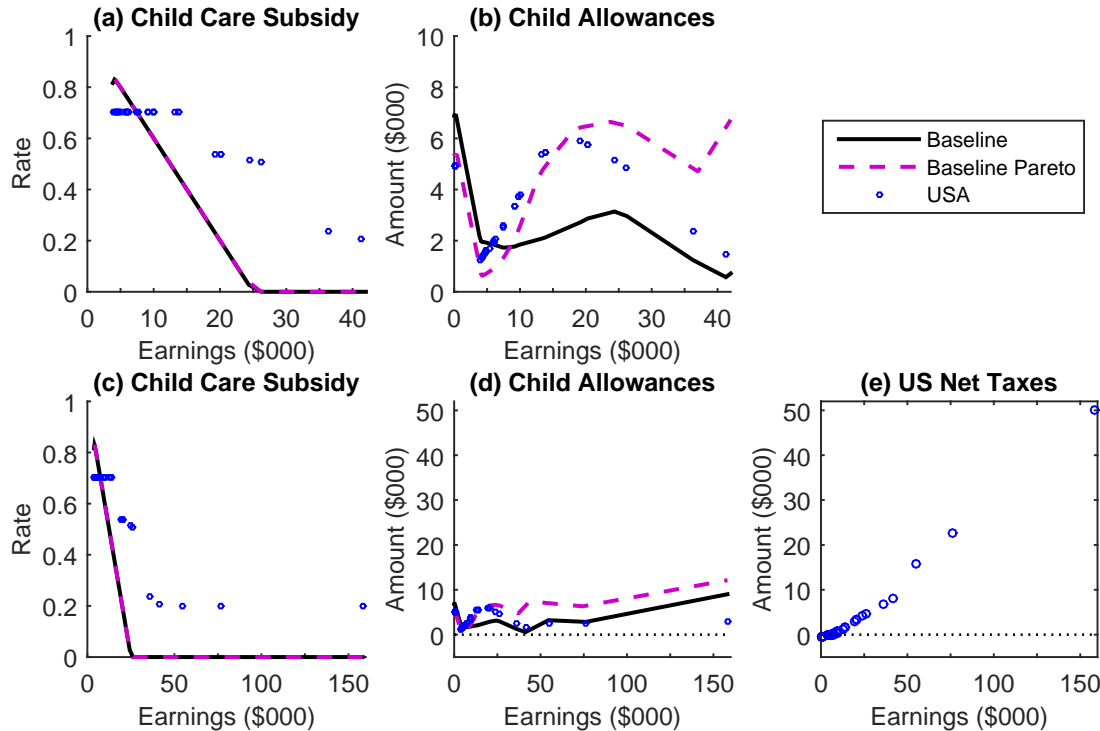 (a) Child Care Subsidy
(b) Child Allowances
1
0.8
0.6
0.4
0.2
0
Rate
0
10
20
30
40
Earnings ($000)
10
8
6
4
2
0
Amount ($000)
0
10
20
30
40
Earnings ($000)
Baseline
Baseline Pareto
USA
(c) Child Care Subsidy
(d) Child Allowances
(e) US Net Taxes
1
0.8
0.6
0.4
0.2
0
Rate
0
50
100
150
Earnings ($000)
50
40
30
20
10
0
Amount ($000)
0
50
100
150
Earnings ($000)
50
40
30
20
10
0
Amount ($000)
0
50
100
150
Earnings ($000)